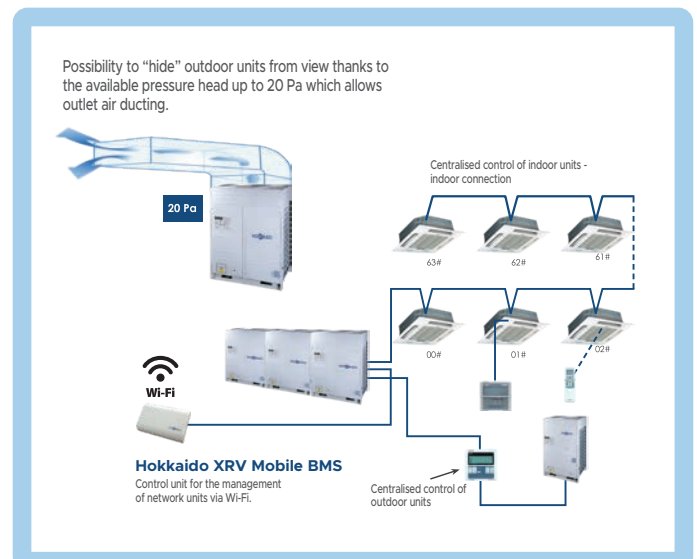 Possibility to “hide” outdoor units from view thanks to
the available pressure head up to 20 Pa which allows
outlet air ducting.
20 Pa
Centralised control of indoor units -
indoor connection
63#
62#
61#
00#
01#
02#
Wi-Fi
Hokkaido XRV Mobile BMS
Control unit for the management
of network units via Wi-Fi.
Centralised control of
outdoor units